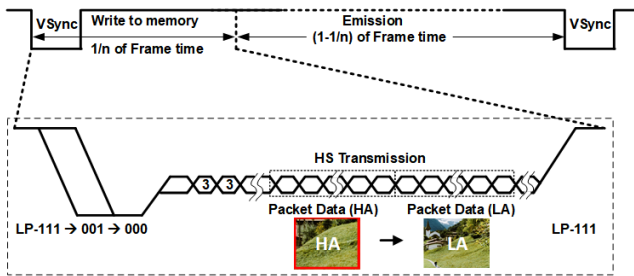 VSync
Write to memory
1/n of Frame time
Emission
(1-1/n) of Frame time
VSync
HS Transmission
3 3
Packet Data (HA)
Packet Data (LA)
LP-111 → 001 → 000
HA
→
LA
LP-111